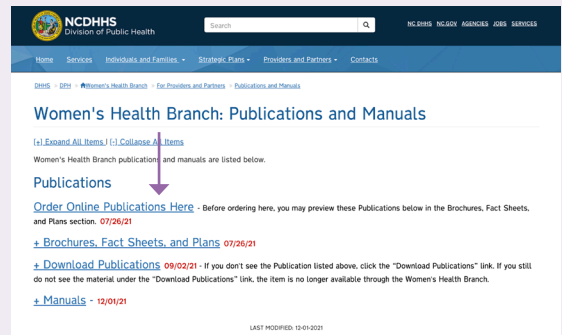 NCDHHS
Division of Public Health
Search
NC DHHS NC.GOV AGENCIES JOBS SERVICES
Home Services Individuals and Families Strategic Plans Providers and Partners Contacts
DHHS > DPH > Women's Health Branch > For Providers and Partners > Publications and Manuals
Women's Health Branch: Publications and Manuals
[+] Expand All Items | [-] Collapse All Items
Women's Health Branch publications and manuals are listed below.
Publications
Order Online Publications Here - Before ordering here, you may preview these Publications below in the Brochures, Fact Sheets,
and Plans section. 07/26/21
+ Brochures, Fact Sheets, and Plans 07/26/21
+ Download Publications 09/02/21 - If you don't see the Publication listed above, click the "Download Publications" link. If you still
do not see the material under the "Download Publications" link, the item is no longer available through the Women's Health Branch.
+ Manuals - 12/01/21
LAST MODIFIED: 12-01-2021